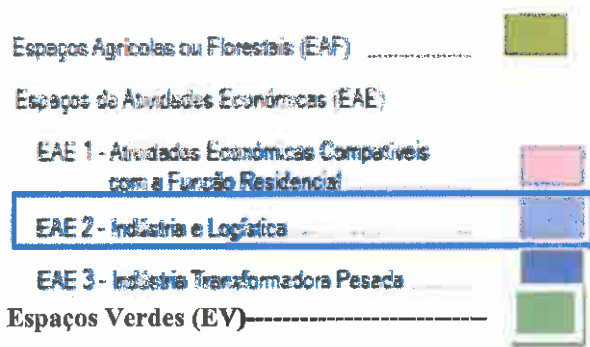 Espaços Agrícolas ou Florestais (EAF)
Espaços de Atividades Económicas (EAE)
EAE 1 - Atividades Económicas Compatíveis
com a Função Residencial
EAE 2 - Indústria e Logística
EAE 3 - Indústria Transformadora Pesada
Espaços Verdes (EV)